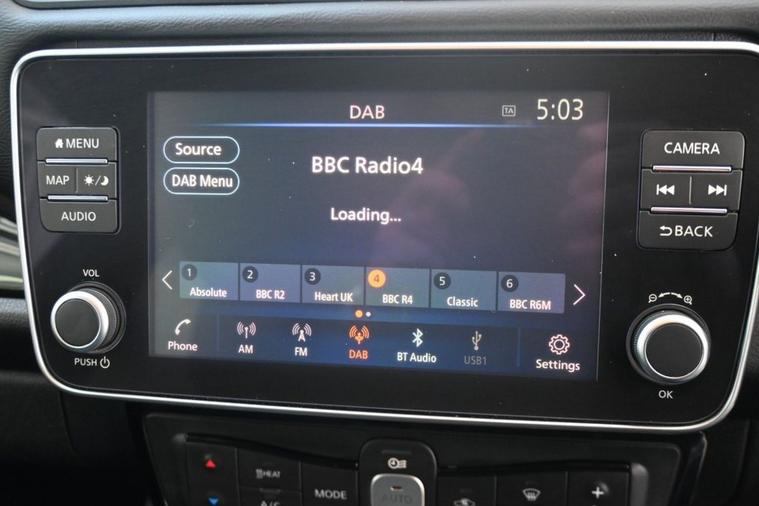 DAB
TA
5:03
MENU
MAP
AUDIO
Source
DAB Menu
BBC Radio4
Loading...
CAMERA
BACK
1 2 3 4 5 6
Absolute BBC R2 Heart UK BBC R4 Classic BBC R6M
VOL
PUSH
Phone
AM
FM
DAB
BT Audio
USB1
Settings
OK
HEAT
A/C
MODE
AUTO